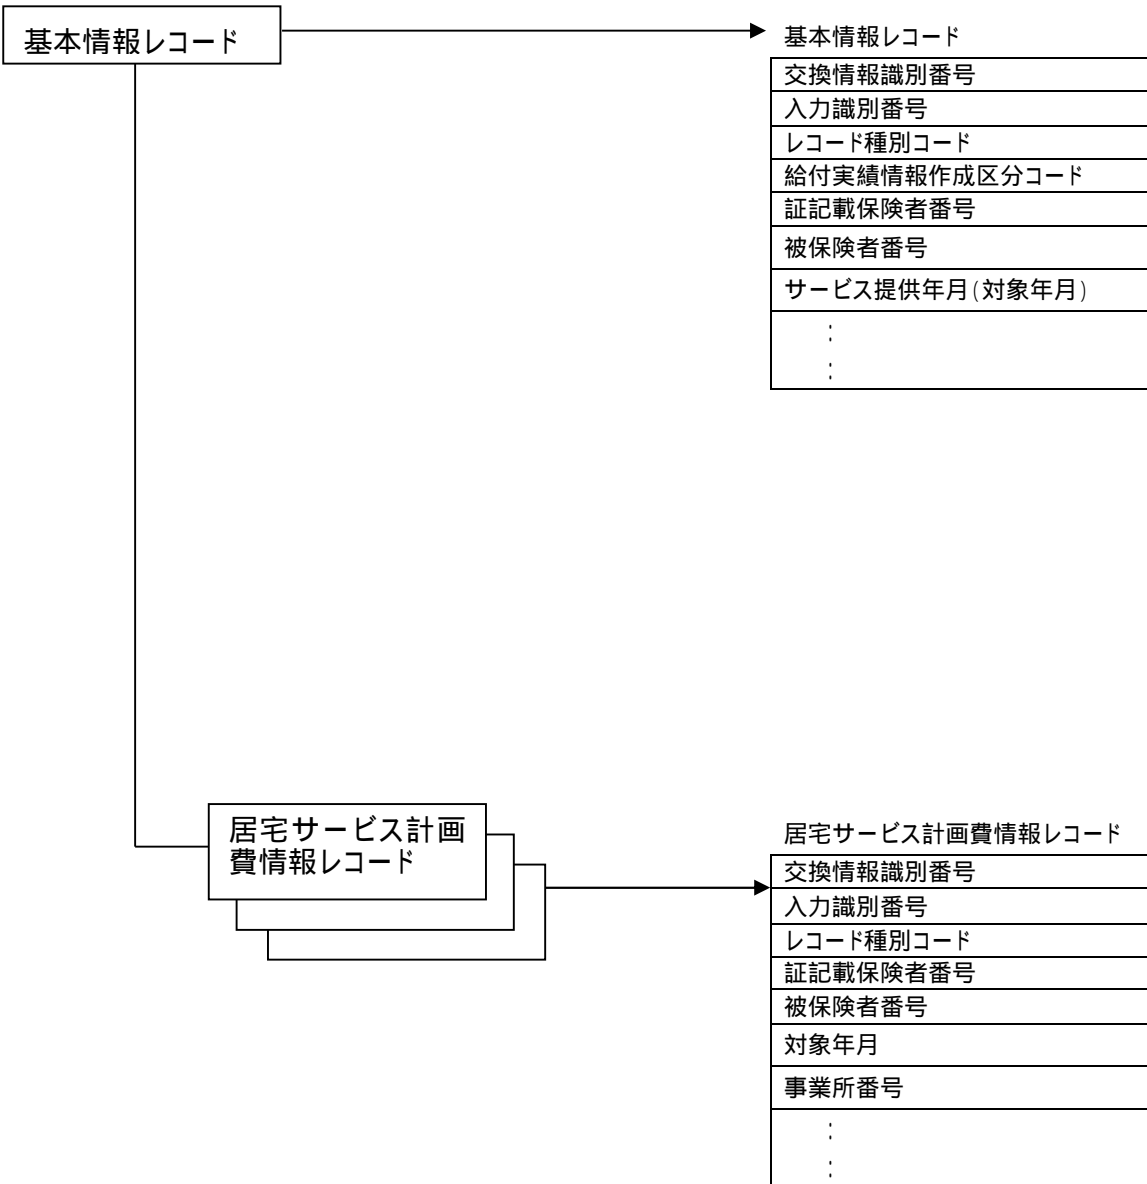 基本情報レコード
基本情報レコード
交換情報識別番号
入力識別番号
レコード種別コード
給付実績情報作成区分コード
証記載保険者番号
被保険者番号
サービス提供年月(対象年月)
：
：
居宅サービス計画
費情報レコード
居宅サービス計画費情報レコード
交換情報識別番号
入力識別番号
レコード種別コード
証記載保険者番号
被保険者番号
対象年月
事業所番号
：
：